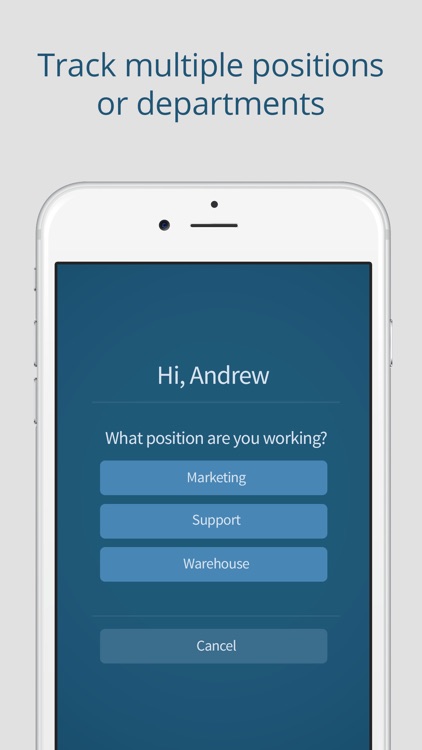 Track multiple positions
or departments
Hi, Andrew
What position are you working?
Marketing
Support
Warehouse
Cancel